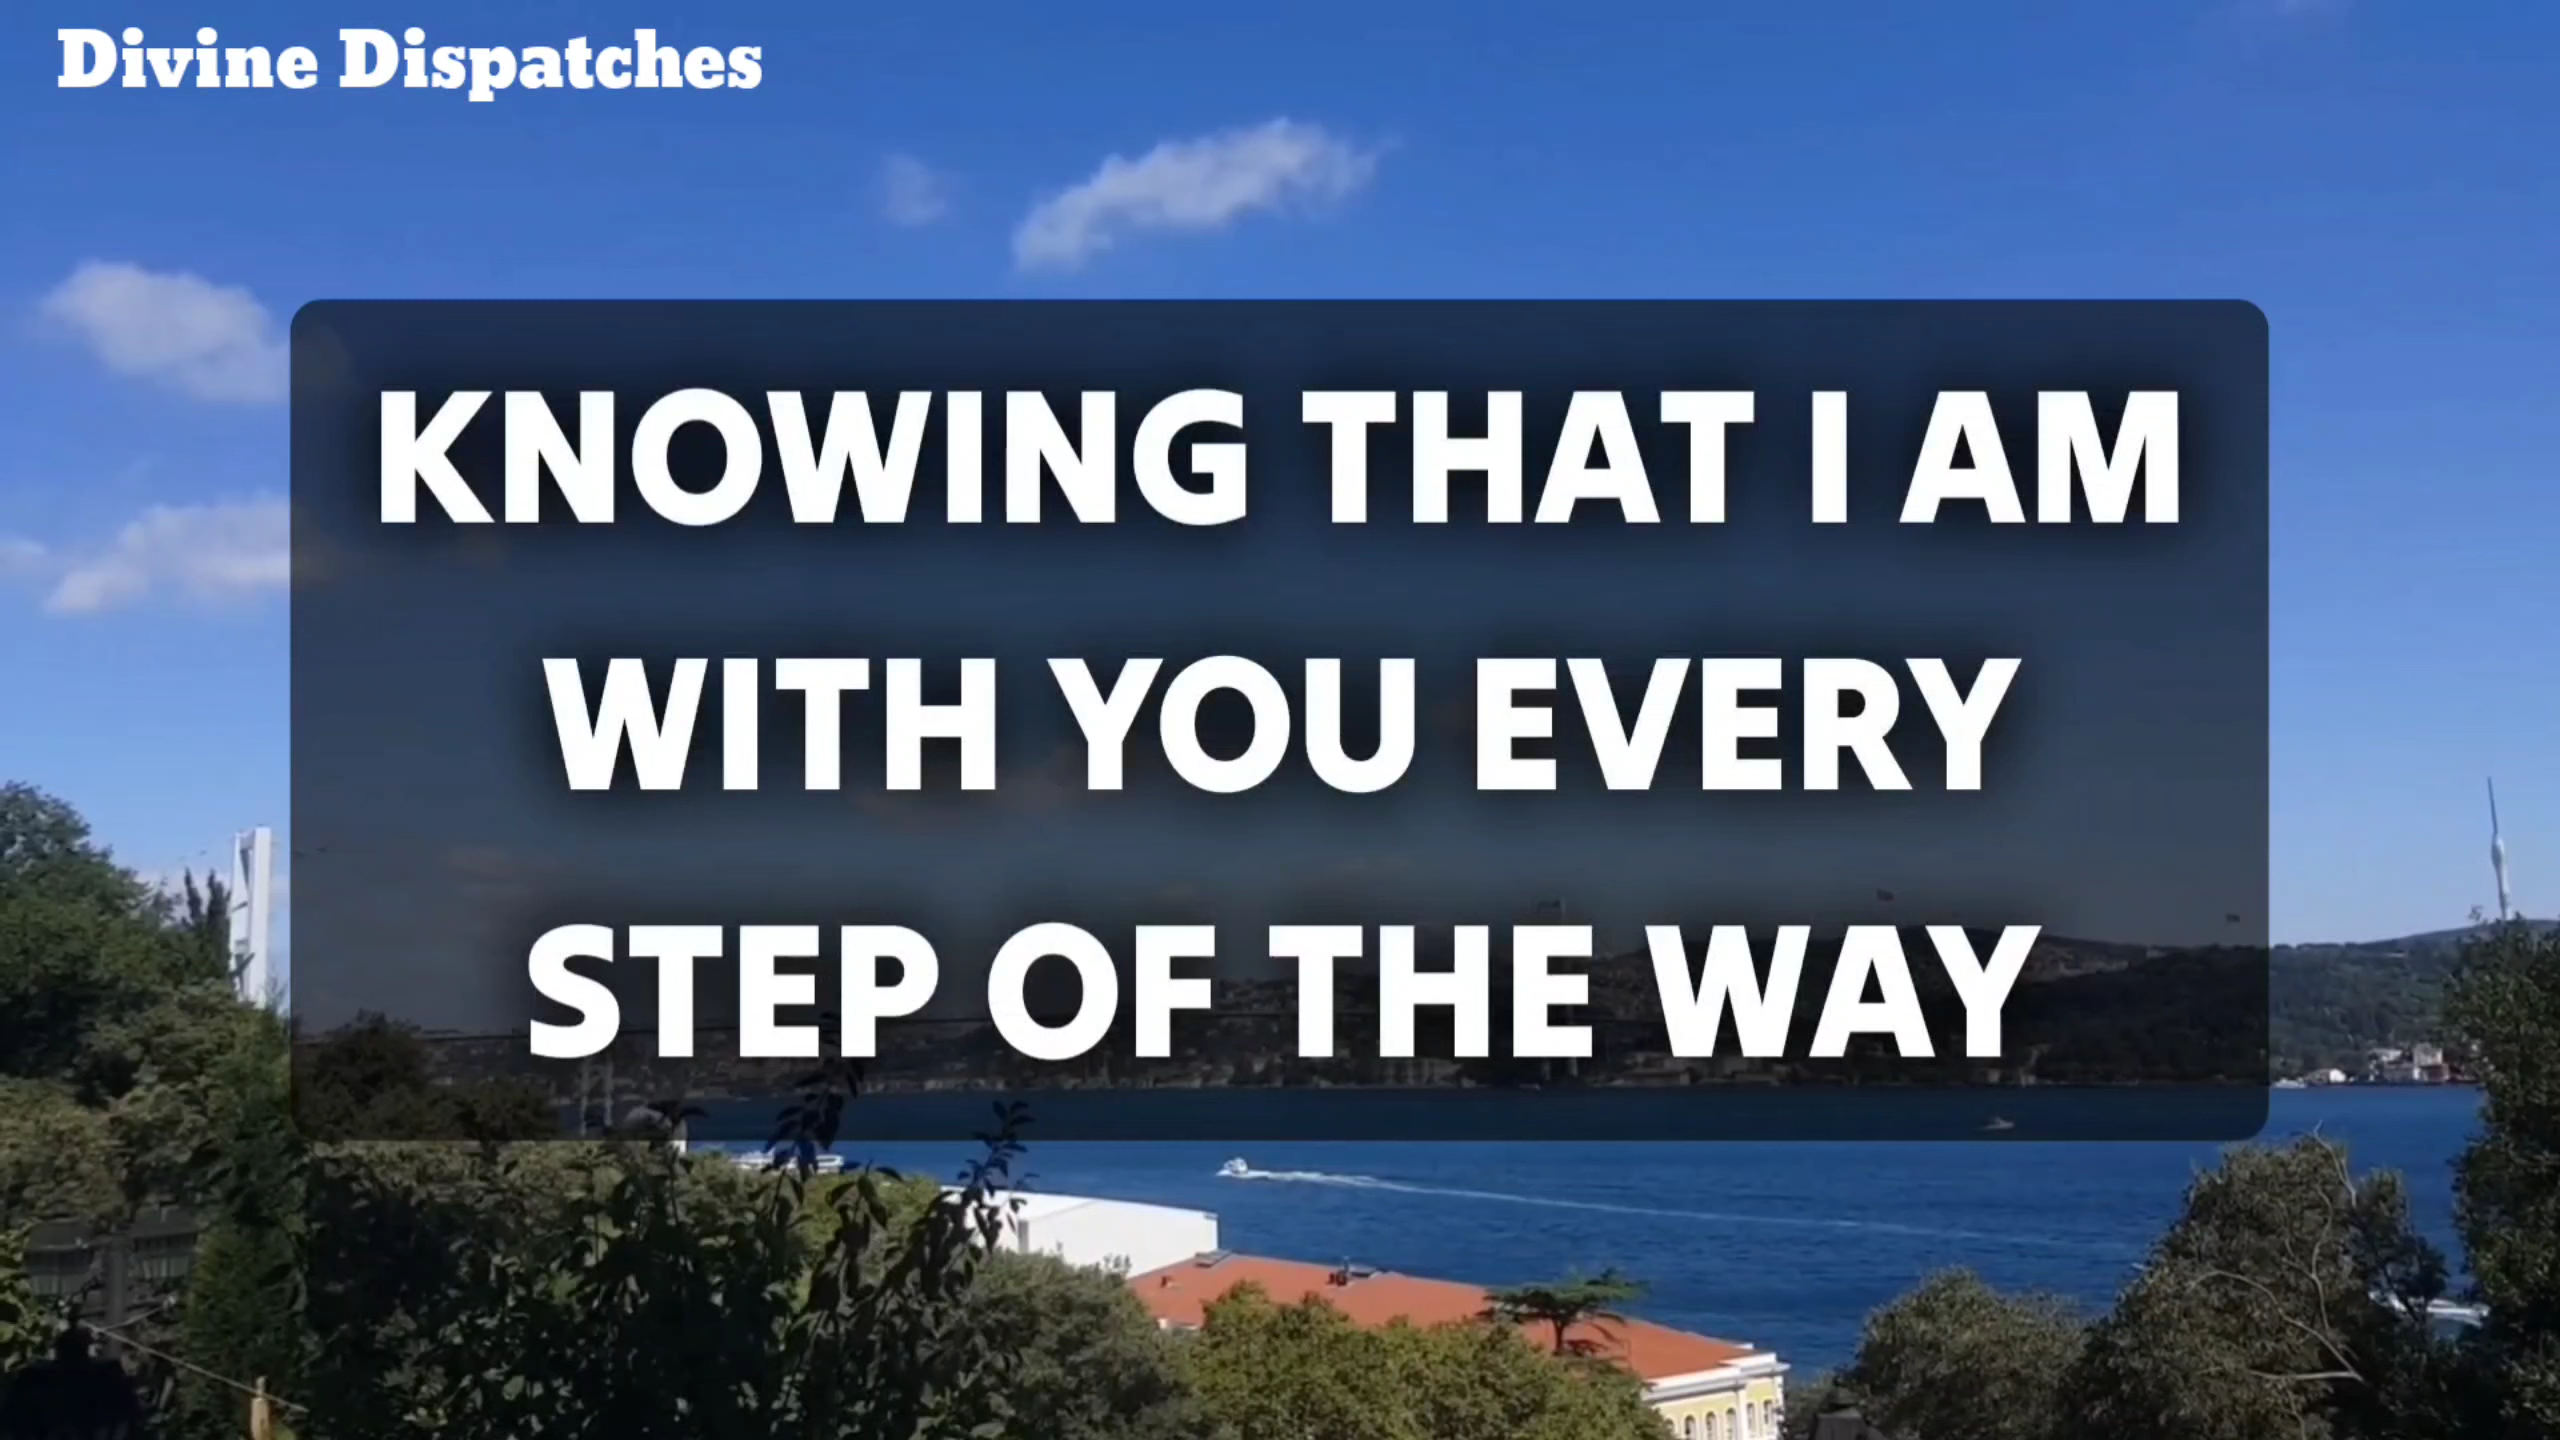 Divine Dispatches
KNOWING THAT I AM
WITH YOU EVERY
STEP OF THE WAY